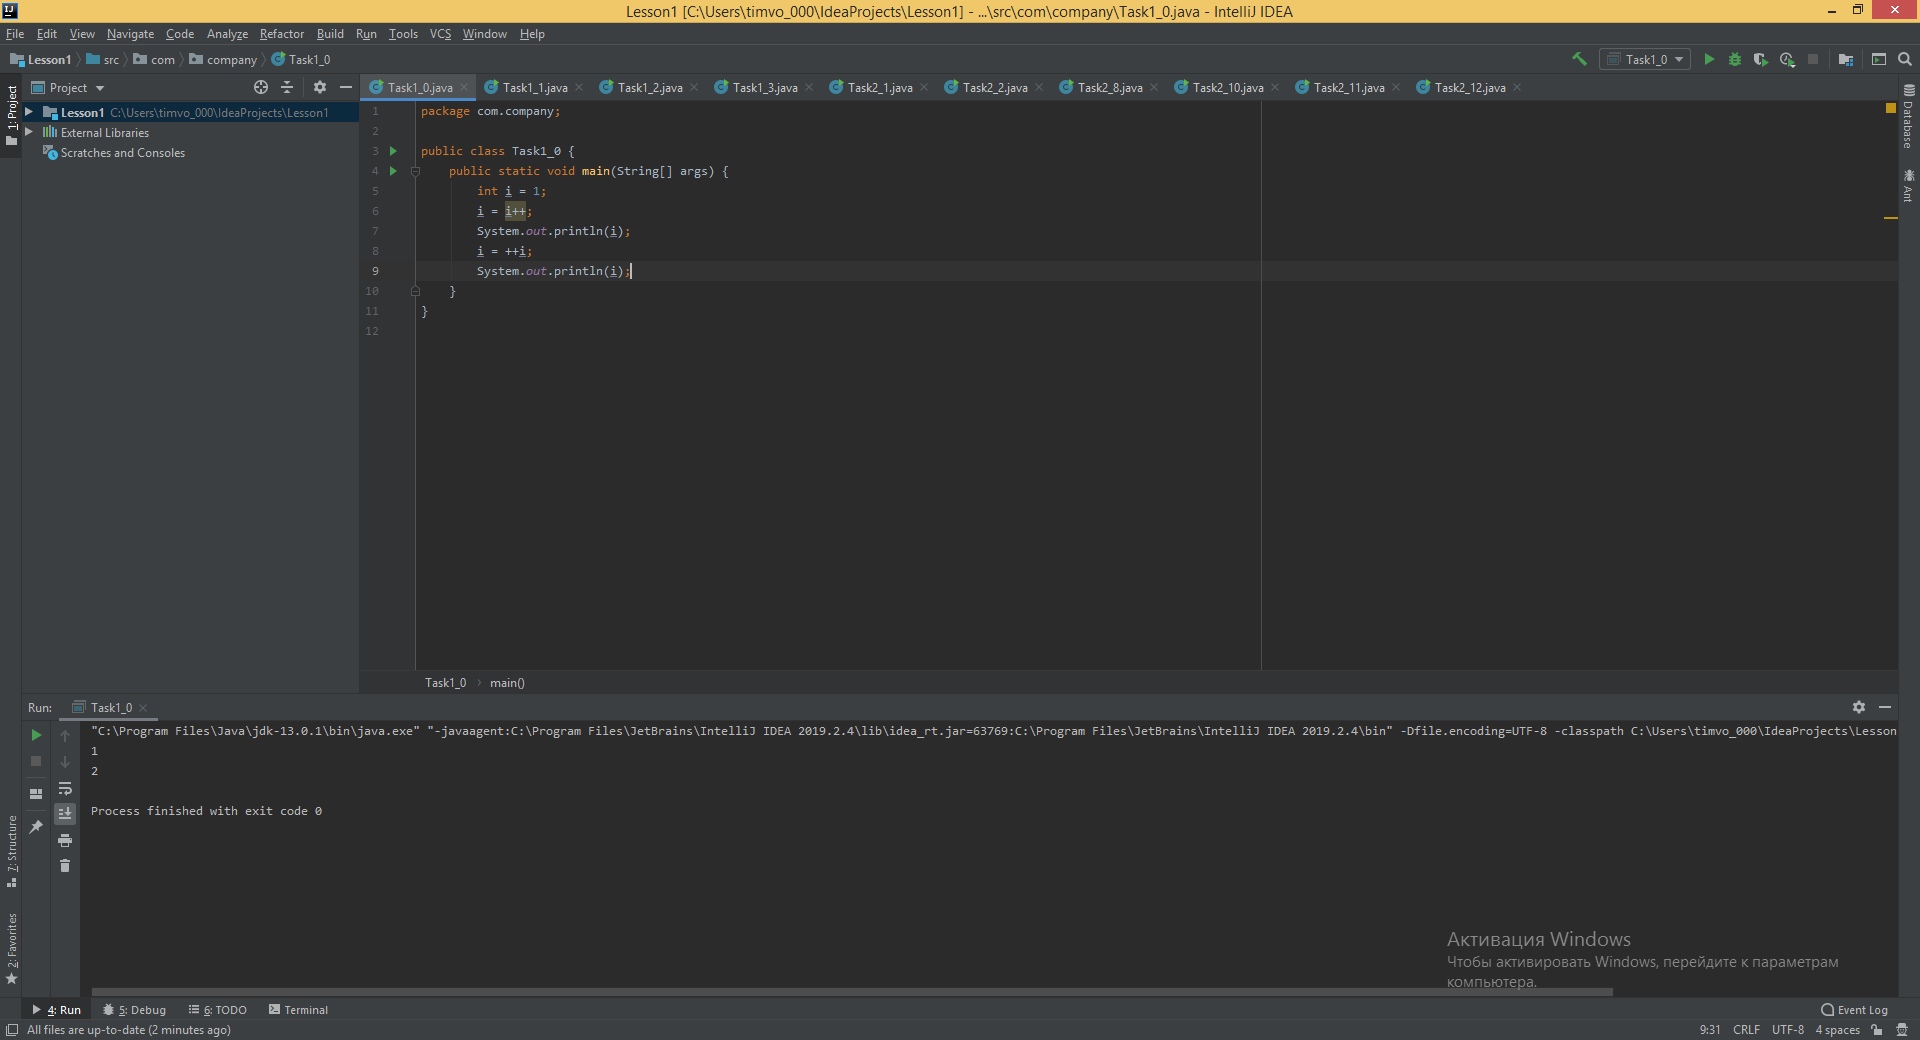 Lesson1 [C:\Users\timvo_000\IdeaProjects\Lesson1] - ...\src\com\company\Task1_0.java - IntelliJ IDEA
File Edit View Navigate Code Analyze Refactor Build Run Tools VCS Window Help
Lesson1 src com company Task1_0 Task1_0
1: Project
Project
Task1_0.java Task1_1.java Task1_2.java Task1_3.java Task2_1.java Task2_2.java Task2_8.java Task2_10.java Task2_11.java Task2_12.java
Lesson1 C:\Users\timvo_000\IdeaProjects\Lesson1
External Libraries
Scratches and Consoles
1 package com.company;
2
3 public class Task1_0 {
4 public static void main(String[] args) {
5 int i = 1;
6 i = i++;
7 System.out.println(i);
8 i = ++i;
9 System.out.println(i);
10 }
11 }
12
Database
Ant
Task1_0 main()
Run: Task1_0
"C:\Program Files\Java\jdk-13.0.1\bin\java.exe" "-javaagent:C:\Program Files\JetBrains\IntelliJ IDEA 2019.2.4\lib\idea_rt.jar=63769:C:\Program Files\JetBrains\IntelliJ IDEA 2019.2.4\bin" -Dfile.encoding=UTF-8 -classpath C:\Users\timvo_000\IdeaProjects\Lesson
1
2
Process finished with exit code 0
7: Structure
2: Favorites
Активация Windows
Чтобы активировать Windows, перейдите к параметрам
компьютера.
4: Run 5: Debug 6: TODO Terminal Event Log
All files are up-to-date (2 minutes ago) 9:31 CRLF UTF-8 4 spaces